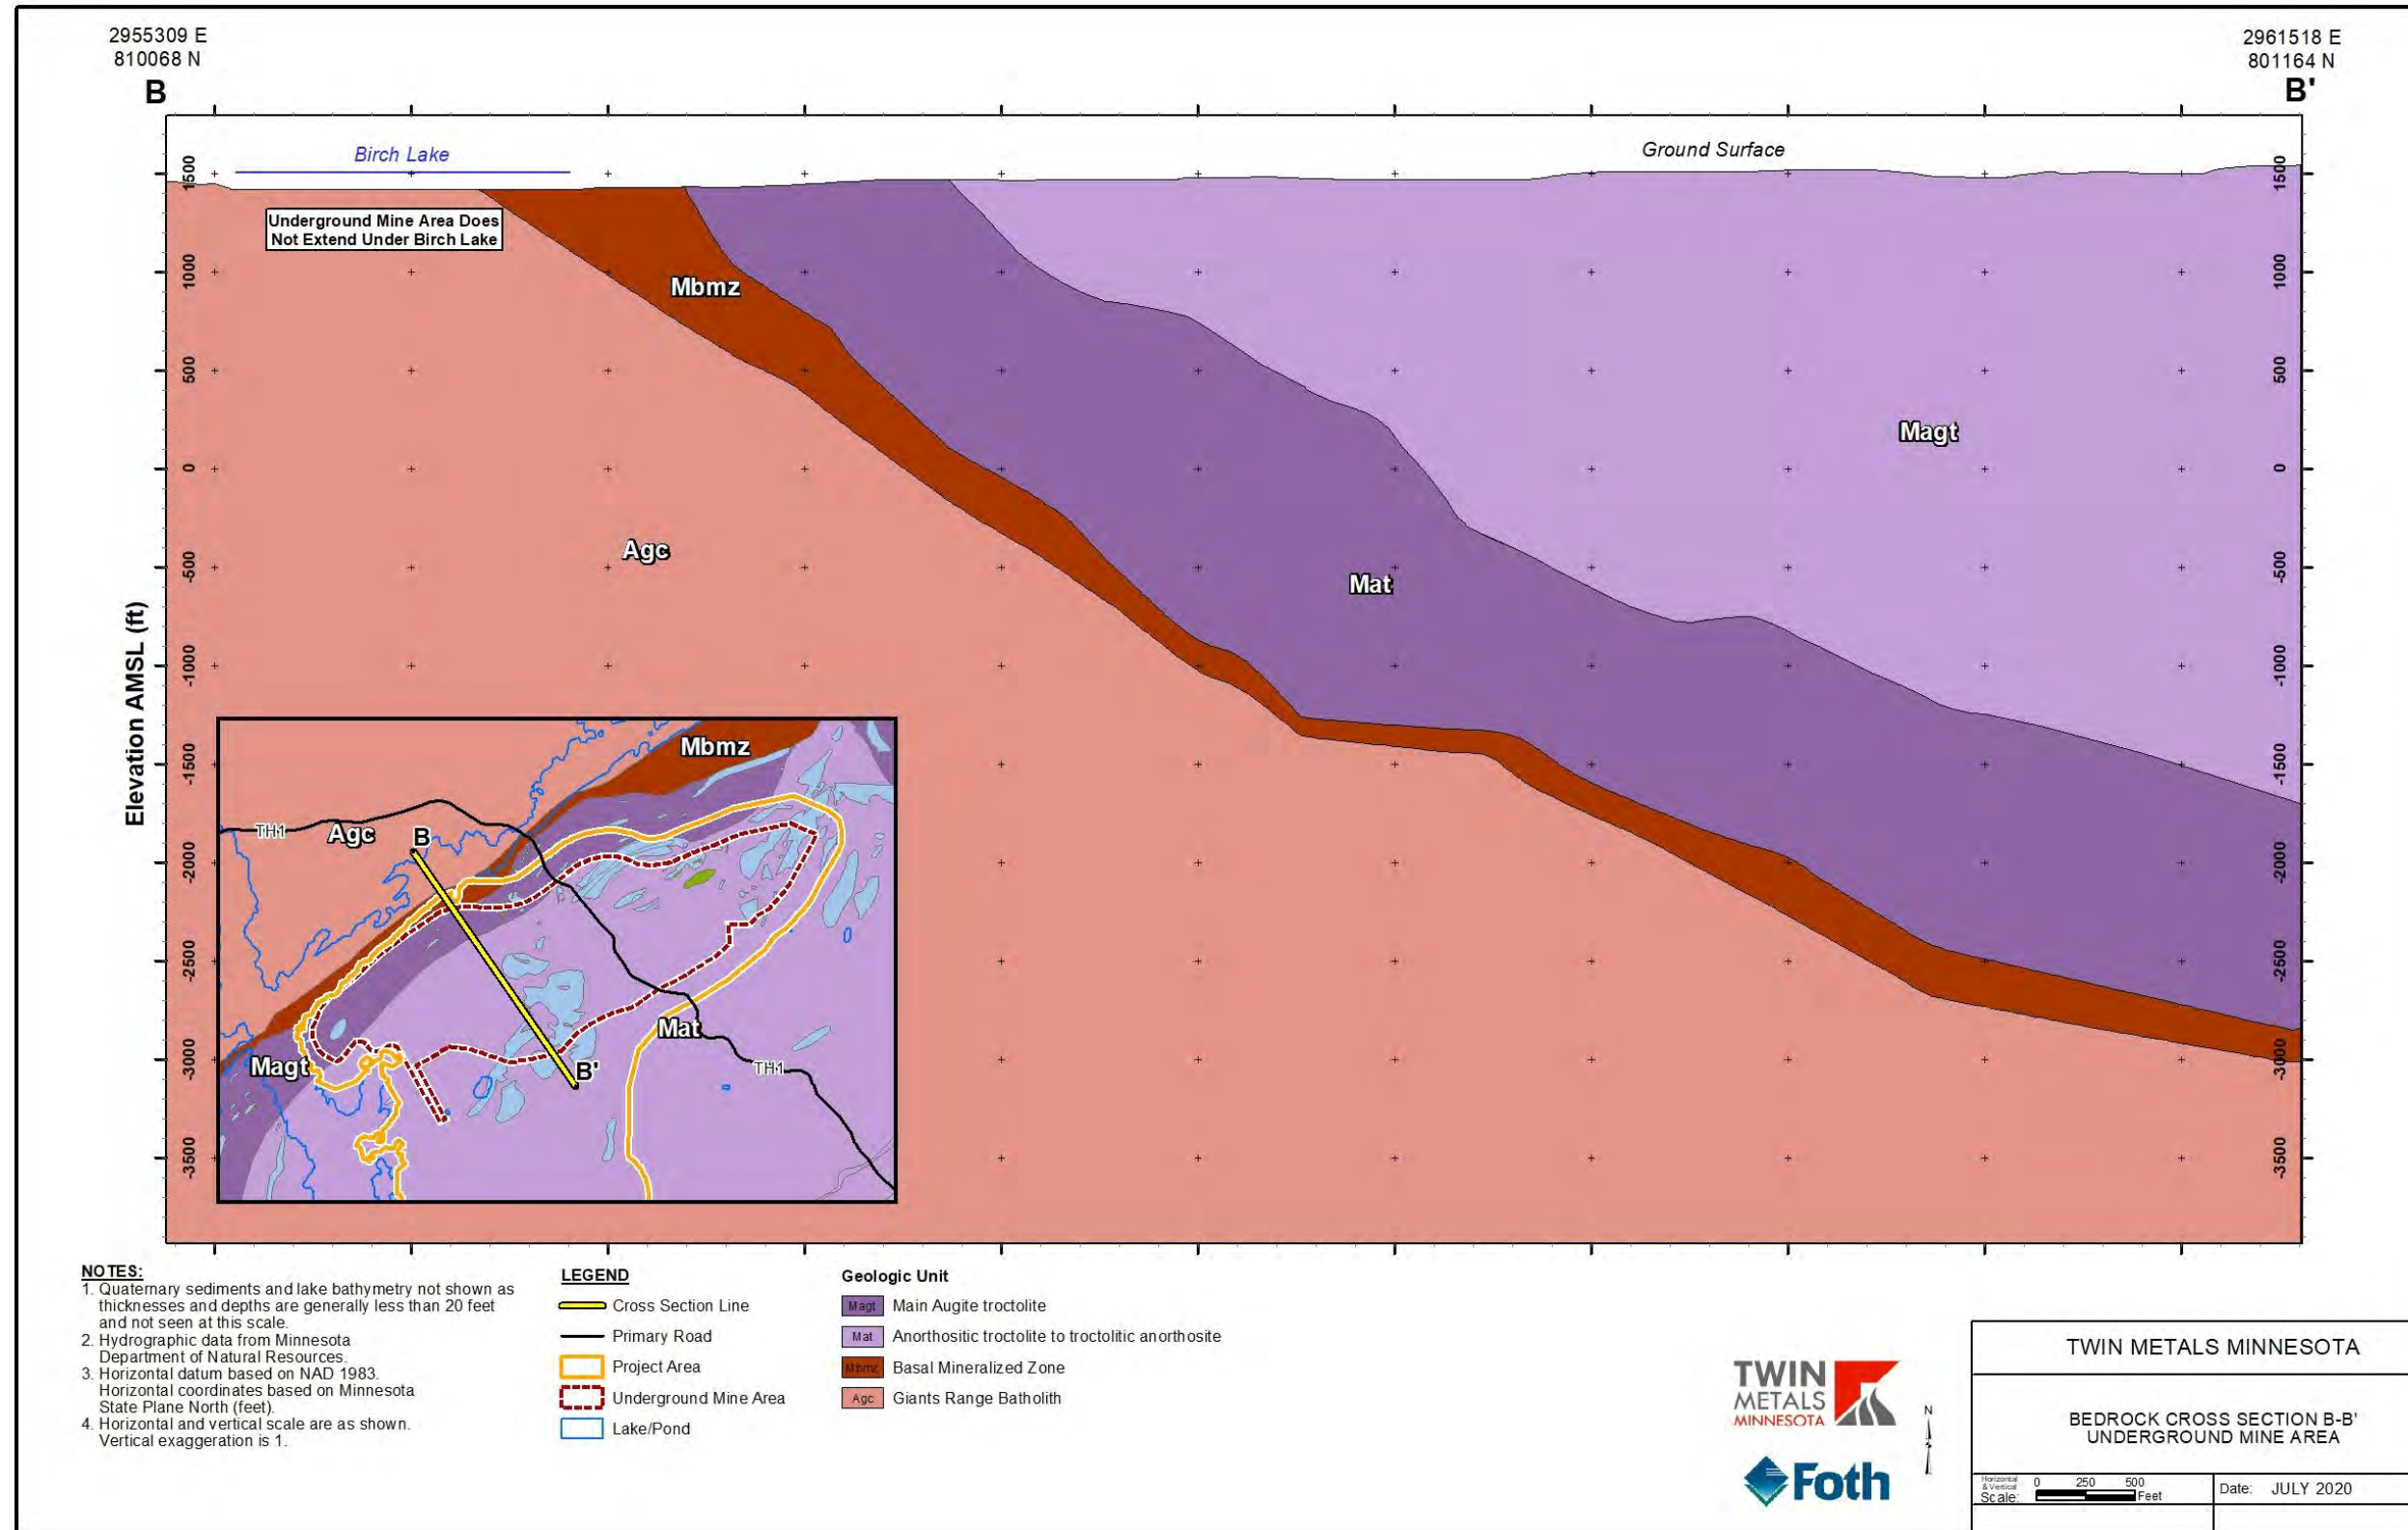 2955309 E
810068 N
B
2961518 E
801164 N
B'
Birch Lake
Ground Surface
Underground Mine Area Does
Not Extend Under Birch Lake
Mbmz
Magt
Agc
Mat
Elevation AMSL (ft)
1500
1000
500
0
-500
-1000
-1500
-2000
-2500
-3000
-3500
1500
1000
500
0
-500
-1000
-1500
-2000
-2500
-3000
-3500
Mbmz
TH1
Agc
B
Mat
Magt
B'
TH1
NOTES:
1. Quaternary sediments and lake bathymetry not shown as
thicknesses and depths are generally less than 20 feet
and not seen at this scale.
2. Hydrographic data from Minnesota
Department of Natural Resources.
3. Horizontal datum based on NAD 1983.
Horizontal coordinates based on Minnesota
State Plane North (feet).
4. Horizontal and vertical scale are as shown.
Vertical exaggeration is 1.
LEGEND
Cross Section Line
Primary Road
Project Area
Underground Mine Area
Lake/Pond
Geologic Unit
Magt Main Augite troctolite
Mat Anorthositic troctolite to troctolitic anorthosite
Mbmz Basal Mineralized Zone
Agc Giants Range Batholith
TWIN
METALS
MINNESOTA
Foth
N
TWIN METALS MINNESOTA
BEDROCK CROSS SECTION B-B'
UNDERGROUND MINE AREA
Horizontal
& Vertical
Scale:
0 250 500
Feet
Date: JULY 2020